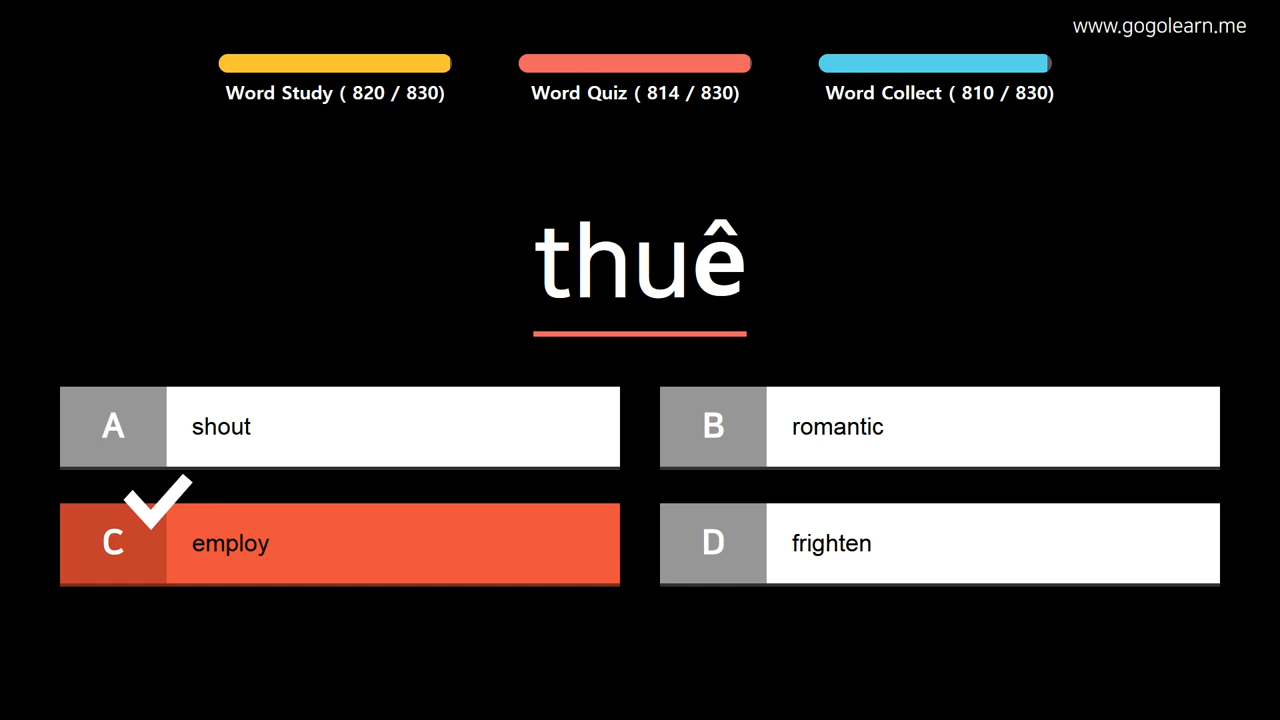 www.gogolearn.me
Word Study ( 820 / 830)
Word Quiz ( 814 / 830)
Word Collect ( 810 / 830)
thuê
A shout
B romantic
C employ
D frighten